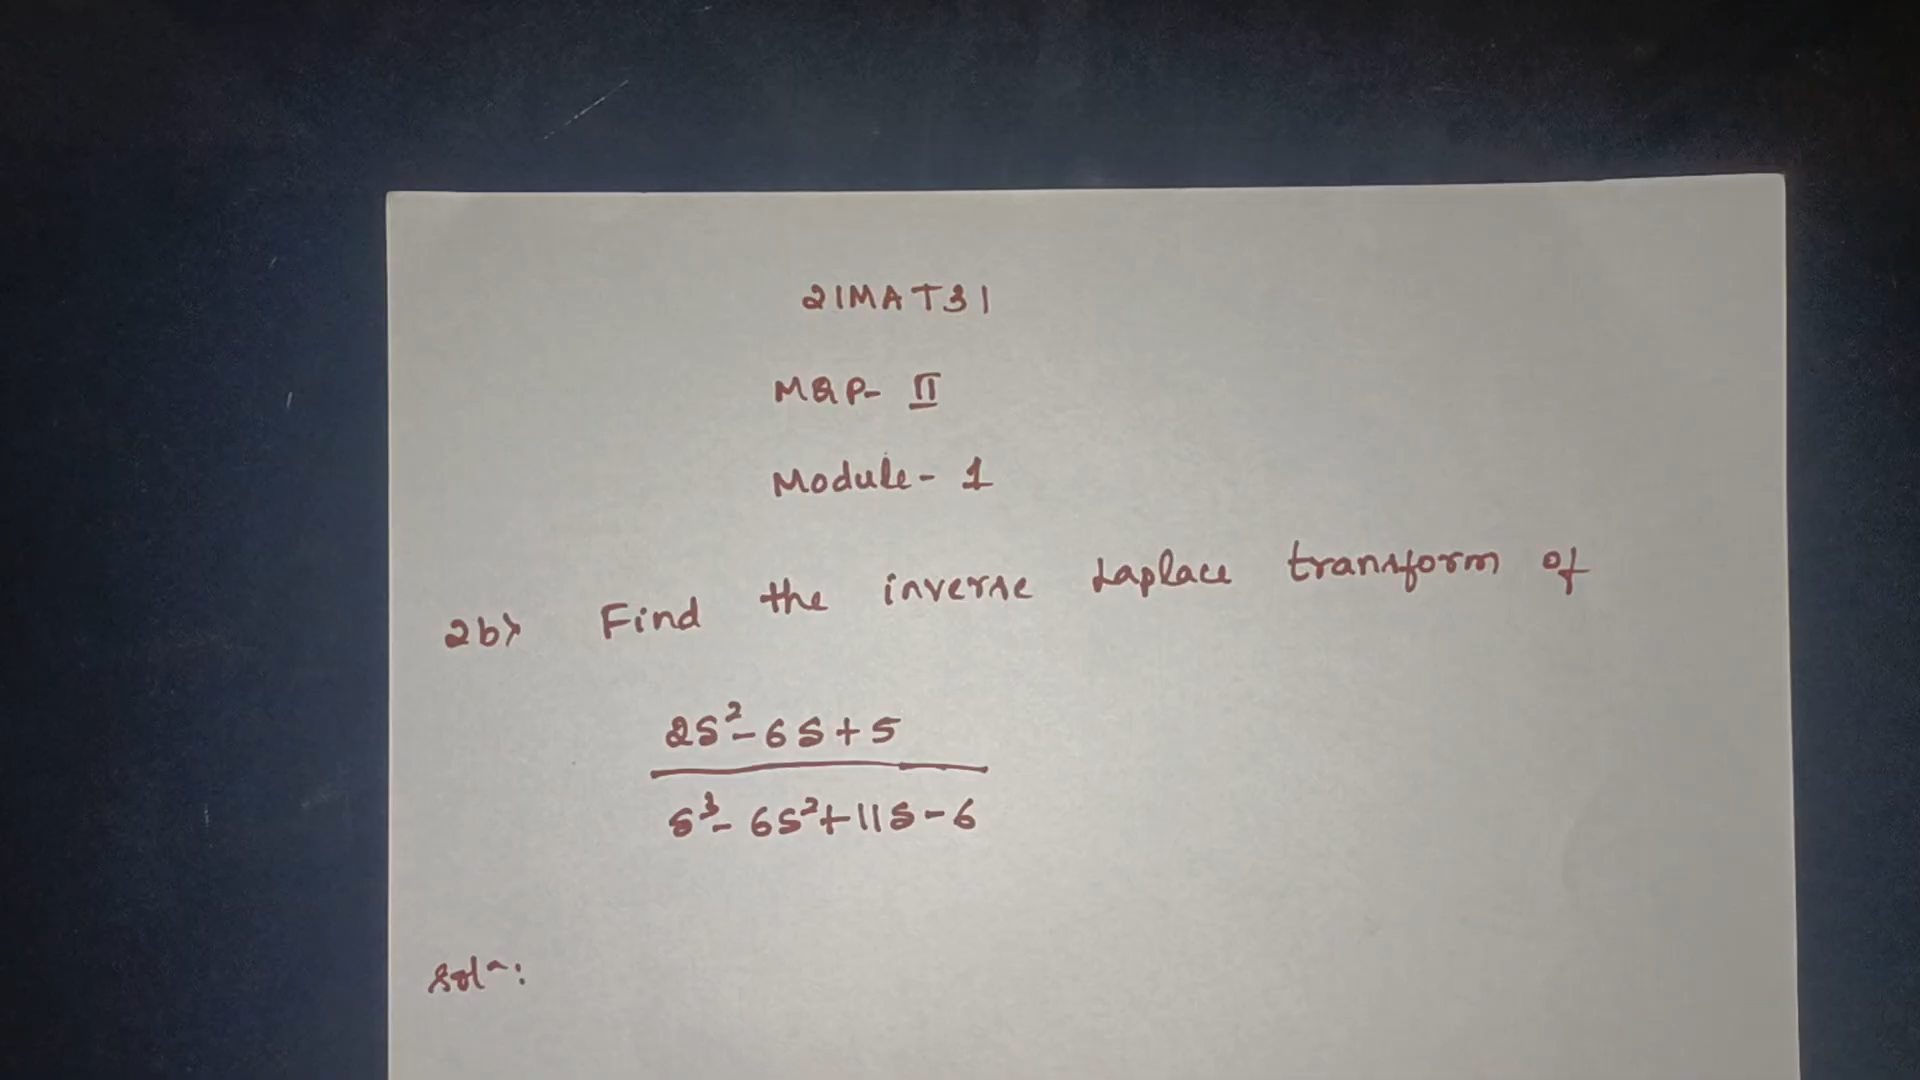 21MAT31
MQP- II
Module- 1
2b) Find the inverse Laplace transform of
2s²-6s+5
s³-6s²+11s-6
Solⁿ: